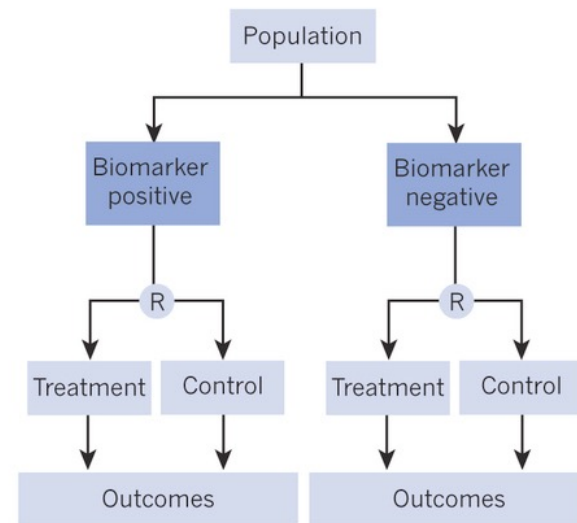 Population
Biomarker
positive
Biomarker
negative
R
R
Treatment
Control
Treatment
Control
Outcomes
Outcomes